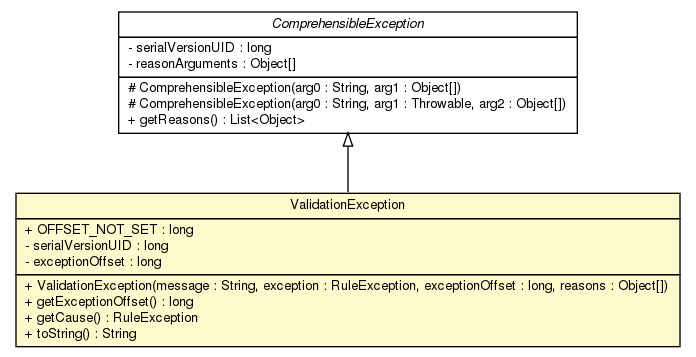 ComprehensibleException
- serialVersionUID : long
- reasonArguments : Object[]
# ComprehensibleException(arg0 : String, arg1 : Object[])
# ComprehensibleException(arg0 : String, arg1 : Throwable, arg2 : Object[])
+ getReasons() : List<Object>
ValidationException
+ OFFSET_NOT_SET : long
- serialVersionUID : long
- exceptionOffset : long
+ ValidationException(message : String, exception : RuleException, exceptionOffset : long, reasons : Object[])
+ getExceptionOffset() : long
+ getCause() : RuleException
+ toString() : String